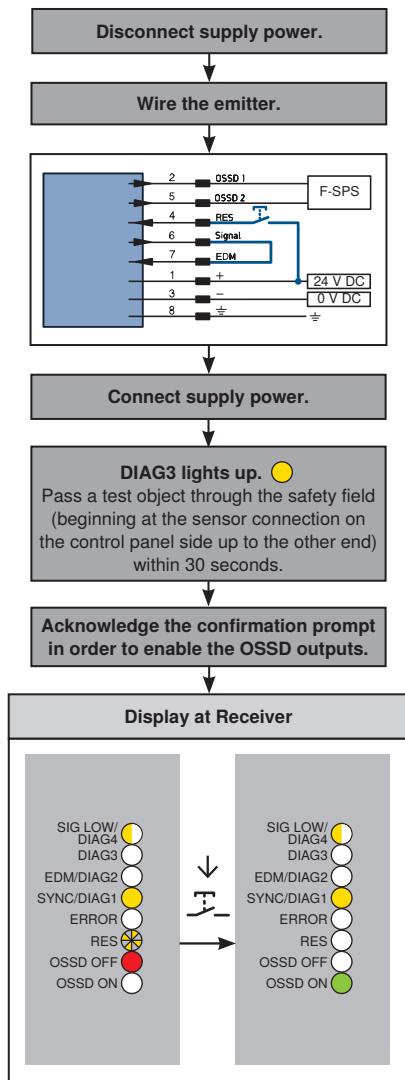 Disconnect supply power.
Wire the emitter.
2 OSSD 1
F-SPS
5 OSSD 2
4 RES
6 Signal
7 EDM
1 +
24 V DC
3 –
0 V DC
8
Connect supply power.
DIAG3 lights up.
Pass a test object through the safety field
(beginning at the sensor connection on
the control panel side up to the other end)
within 30 seconds.
Acknowledge the confirmation prompt
in order to enable the OSSD outputs.
Display at Receiver
SIG LOW/
DIAG4
DIAG3
EDM/DIAG2
SYNC/DIAG1
ERROR
RES
OSSD OFF
OSSD ON
SIG LOW/
DIAG4
DIAG3
EDM/DIAG2
SYNC/DIAG1
ERROR
RES
OSSD OFF
OSSD ON